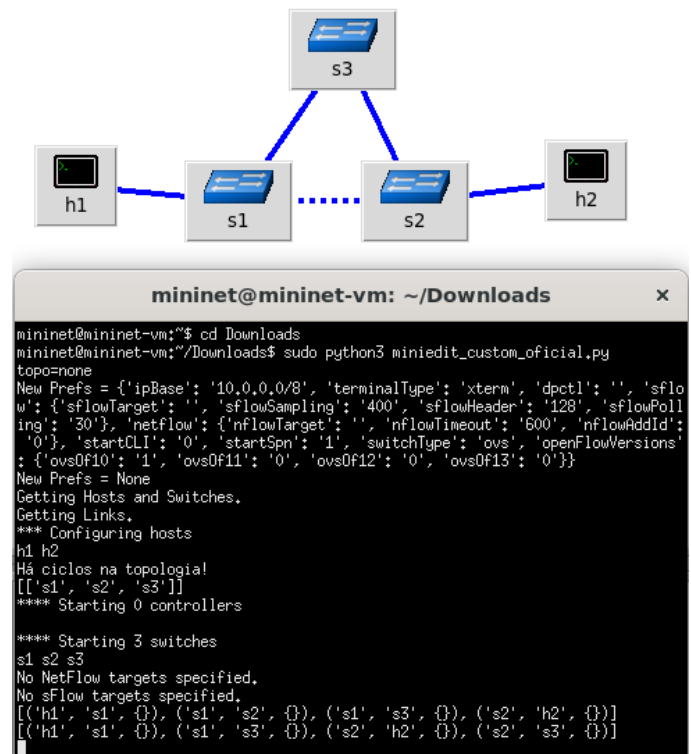 s3
h1
s1
s2
h2
mininet@mininet-vm: ~/Downloads
×
mininet@mininet-vm:~$ cd Downloads
mininet@mininet-vm:~/Downloads$ sudo python3 miniedit_custom_oficial.py
topo=none
New Prefs = {'ipBase': '10.0.0.0/8', 'terminalType': 'xterm', 'dpctl': '', 'sflo
w': {'sflowTarget': '', 'sflowSampling': '400', 'sflowHeader': '128', 'sflowPoll
ing': '30'}, 'netflow': {'nflowTarget': '', 'nflowTimeout': '600', 'nflowAddId':
 '0'}, 'startCLI': '0', 'startSpn': '1', 'switchType': 'ovs', 'openFlowVersions'
: {'ovsOf10': '1', 'ovsOf11': '0', 'ovsOf12': '0', 'ovsOf13': '0'}}
New Prefs = None
Getting Hosts and Switches.
Getting Links.
*** Configuring hosts
h1 h2
Há ciclos na topologia!
[['s1', 's2', 's3']]
**** Starting 0 controllers
**** Starting 3 switches
s1 s2 s3
No NetFlow targets specified.
No sFlow targets specified.
[('h1', 's1', {}), ('s1', 's2', {}), ('s1', 's3', {}), ('s2', 'h2', {})]
[('h1', 's1', {}), ('s1', 's3', {}), ('s2', 'h2', {}), ('s2', 's3', {})]